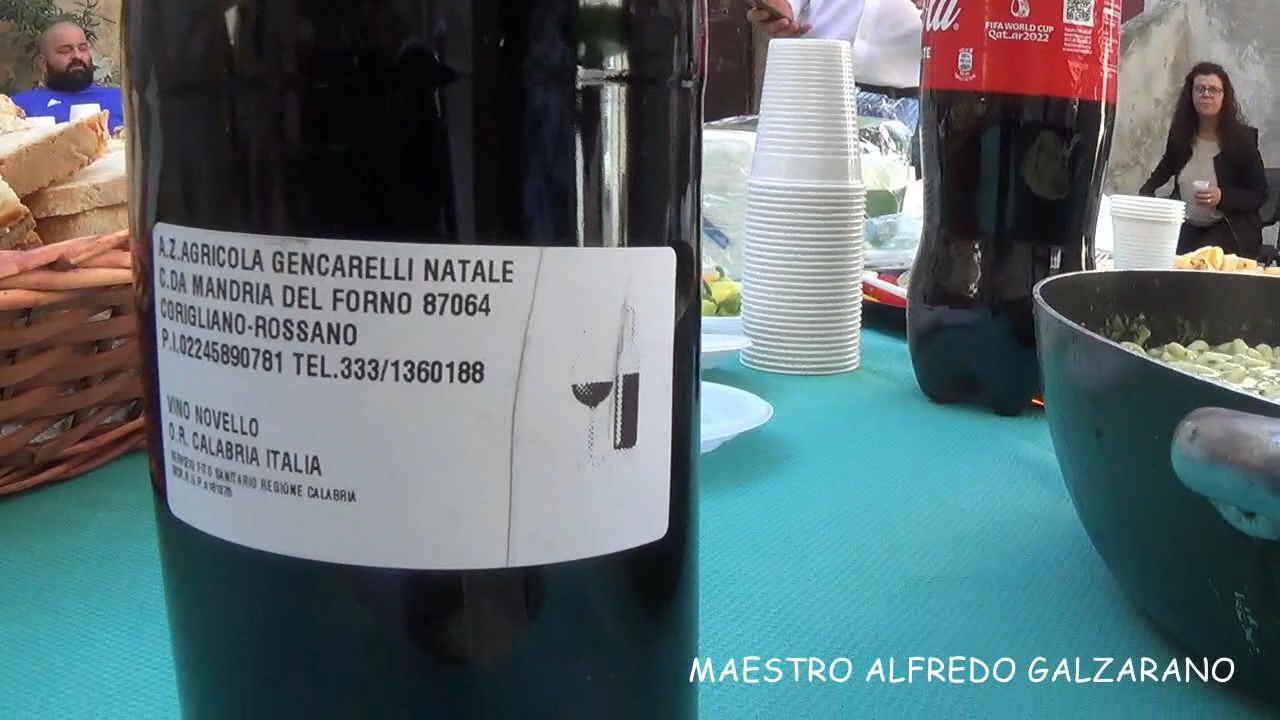 A.Z.AGRICOLA GENCARELLI NATALE
C.DA MANDRIA DEL FORNO 87064
CORIGLIANO-ROSSANO
P.I.02245890781 TEL.333/1360188
VINO NOVELLO
O.R. CALABRIA ITALIA
SERVIZIO FITO SANITARIO REGIONE CALABRIA
FIFA WORLD CUP
Qatar2022
MAESTRO ALFREDO GALZARANO